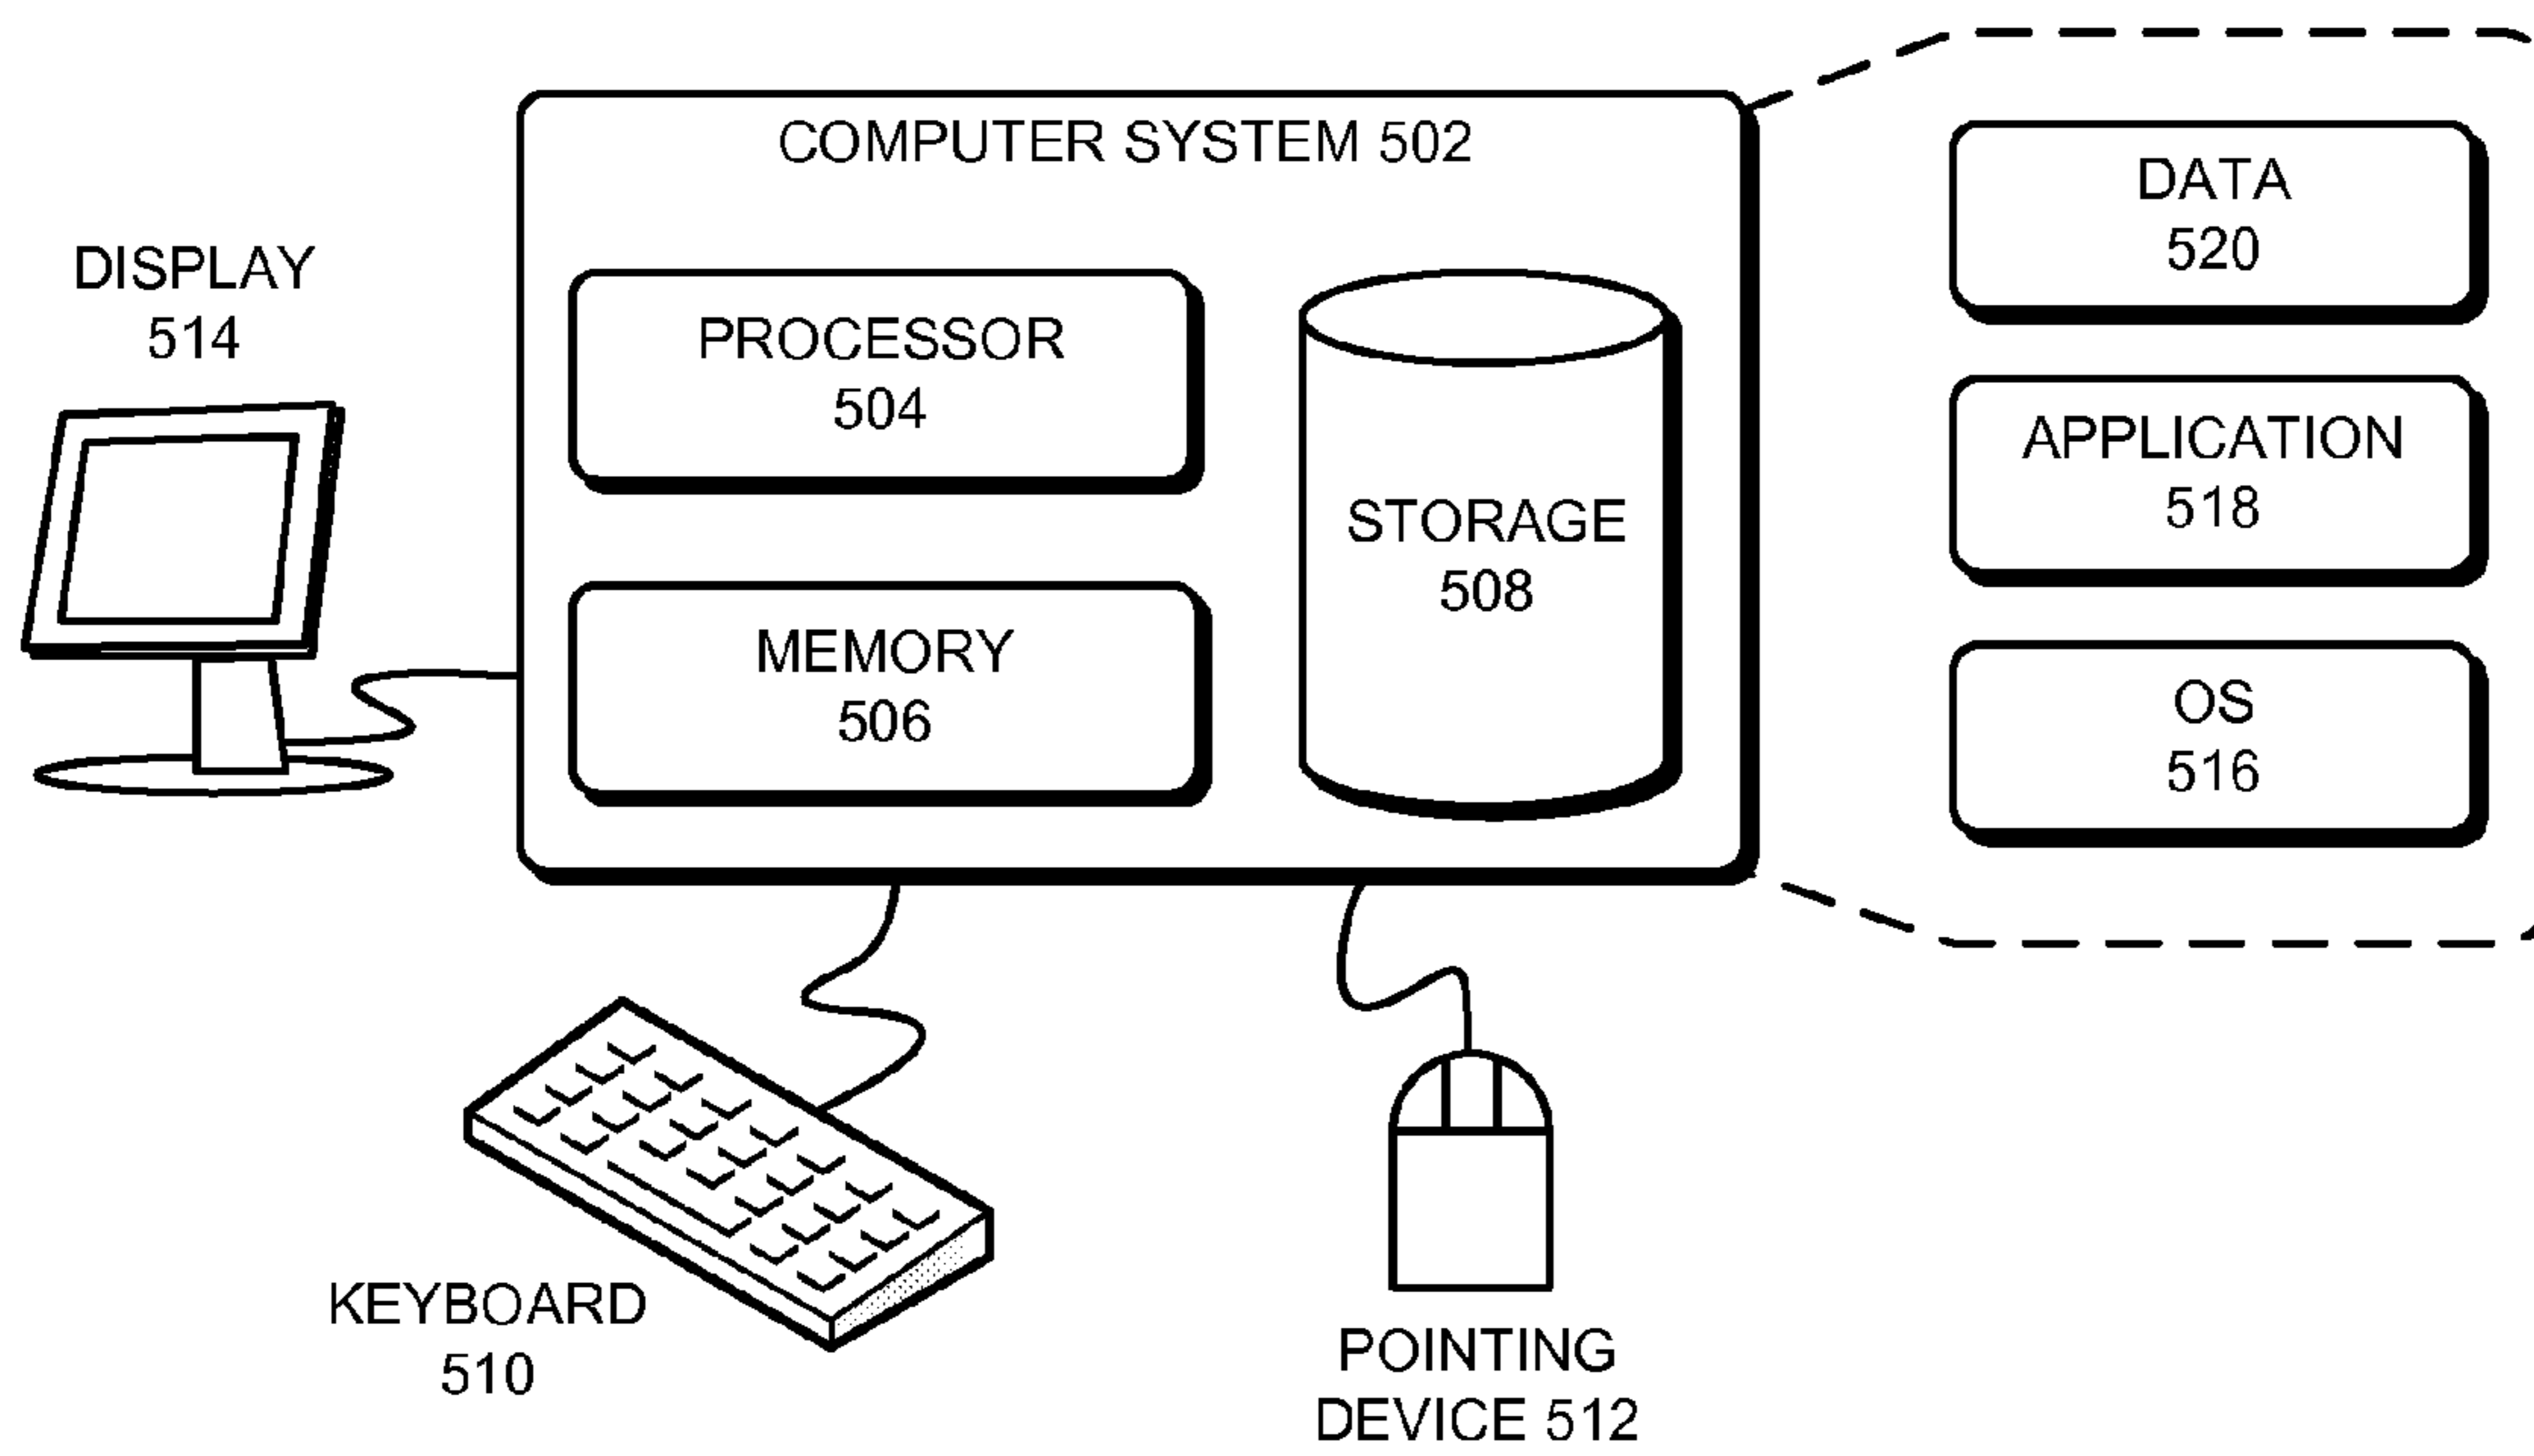 COMPUTER SYSTEM 502
DISPLAY
514
PROCESSOR
504
MEMORY
506
STORAGE
508
DATA
520
APPLICATION
518
OS
516
KEYBOARD
510
POINTING
DEVICE 512